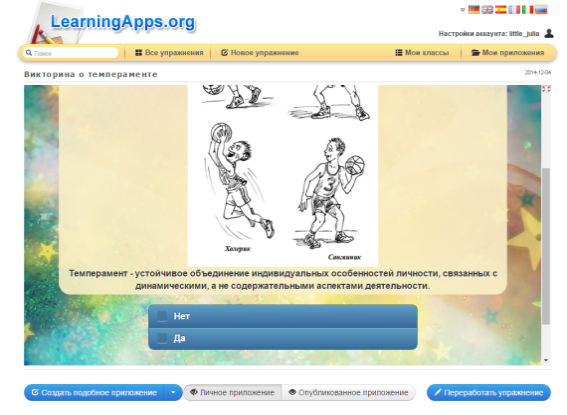 LearningApps.org
Настройки аккаунта: little_julia
Поиск
Все упражнения
Новое упражнение
Мои классы
Мои приложения
Викторина о темпераменте
2014-12-04
Холерик
Сангвиник
Темперамент - устойчивое объединение индивидуальных особенностей личности, связанных с
динамическими, а не содержательными аспектами деятельности.
Нет
Да
Создать подобное приложение
Личное приложение
Опубликованное приложение
Переработать упражнение